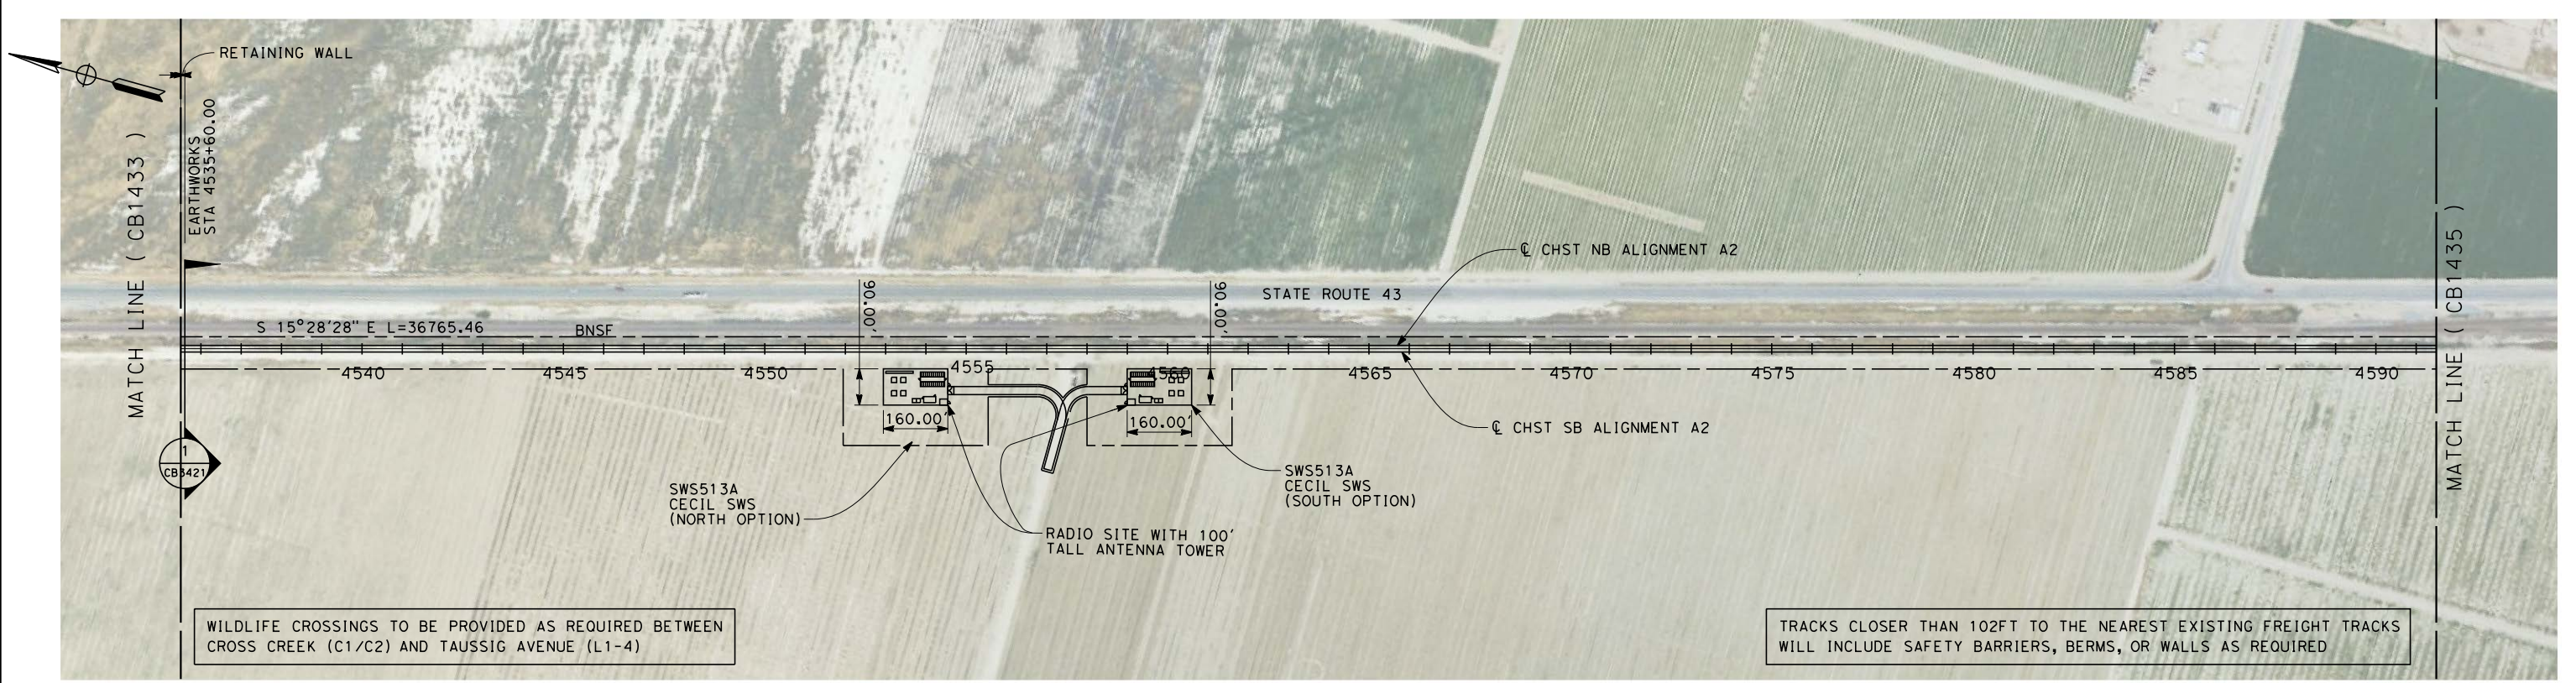 RETAINING WALL
EARTHWORKS
STA 4535+60.00
MATCH LINE ( CB1433 )
MATCH LINE ( CB1435 )
℄ CHST NB ALIGNMENT A2
STATE ROUTE 43
90.00'
90.00'
S 15°28'28" E L=36765.46
BNSF
4540
4545
4550
4555
4560
4565
4570
4575
4580
4585
4590
160.00'
160.00'
℄ CHST SB ALIGNMENT A2
1
CB3421
SWS513A
CECIL SWS
(NORTH OPTION)
SWS513A
CECIL SWS
(SOUTH OPTION)
RADIO SITE WITH 100'
TALL ANTENNA TOWER
WILDLIFE CROSSINGS TO BE PROVIDED AS REQUIRED BETWEEN
CROSS CREEK (C1/C2) AND TAUSSIG AVENUE (L1-4)
TRACKS CLOSER THAN 102FT TO THE NEAREST EXISTING FREIGHT TRACKS
WILL INCLUDE SAFETY BARRIERS, BERMS, OR WALLS AS REQUIRED